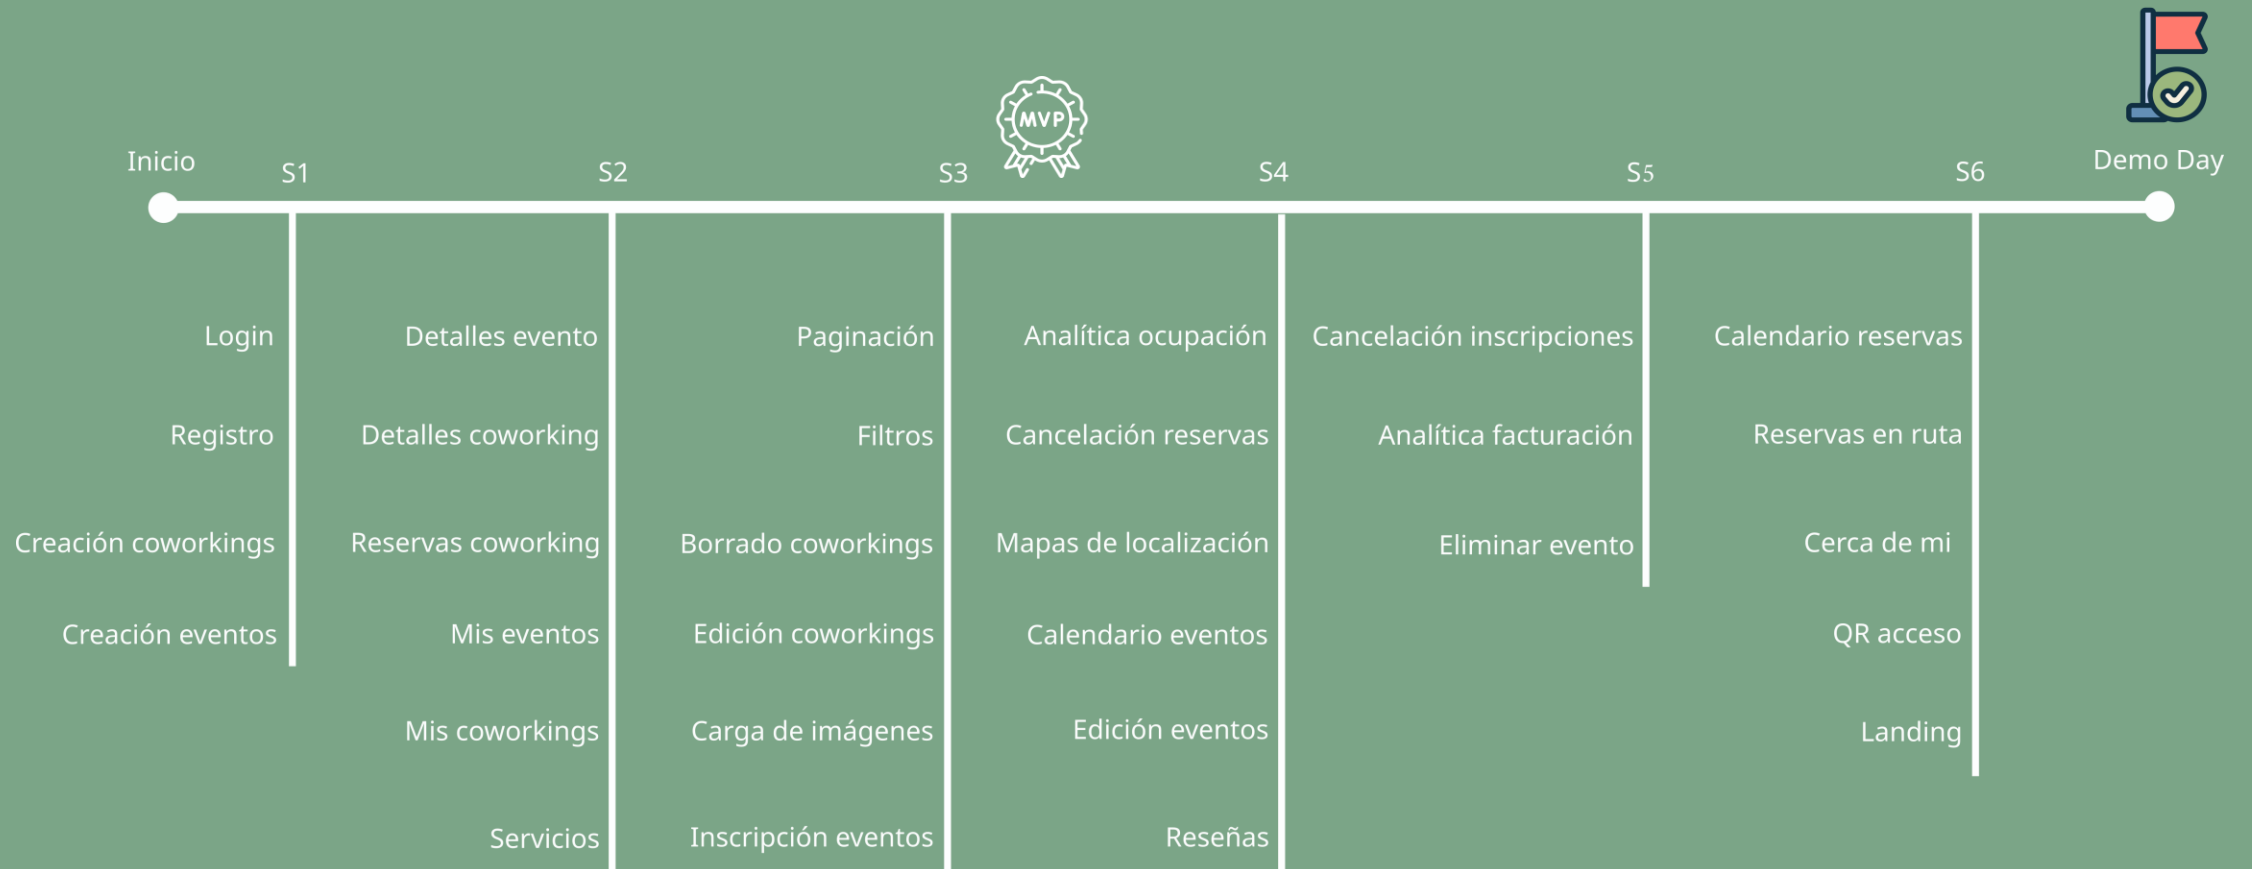 MVP
Inicio
S1
S2
S3
S4
S5
S6
Demo Day
Login
Registro
Creación coworkings
Creación eventos
Detalles evento
Detalles coworking
Reservas coworking
Mis eventos
Mis coworkings
Servicios
Paginación
Filtros
Borrado coworkings
Edición coworkings
Carga de imágenes
Inscripción eventos
Analítica ocupación
Cancelación reservas
Mapas de localización
Calendario eventos
Edición eventos
Reseñas
Cancelación inscripciones
Analítica facturación
Eliminar evento
Calendario reservas
Reservas en ruta
Cerca de mi
QR acceso
Landing